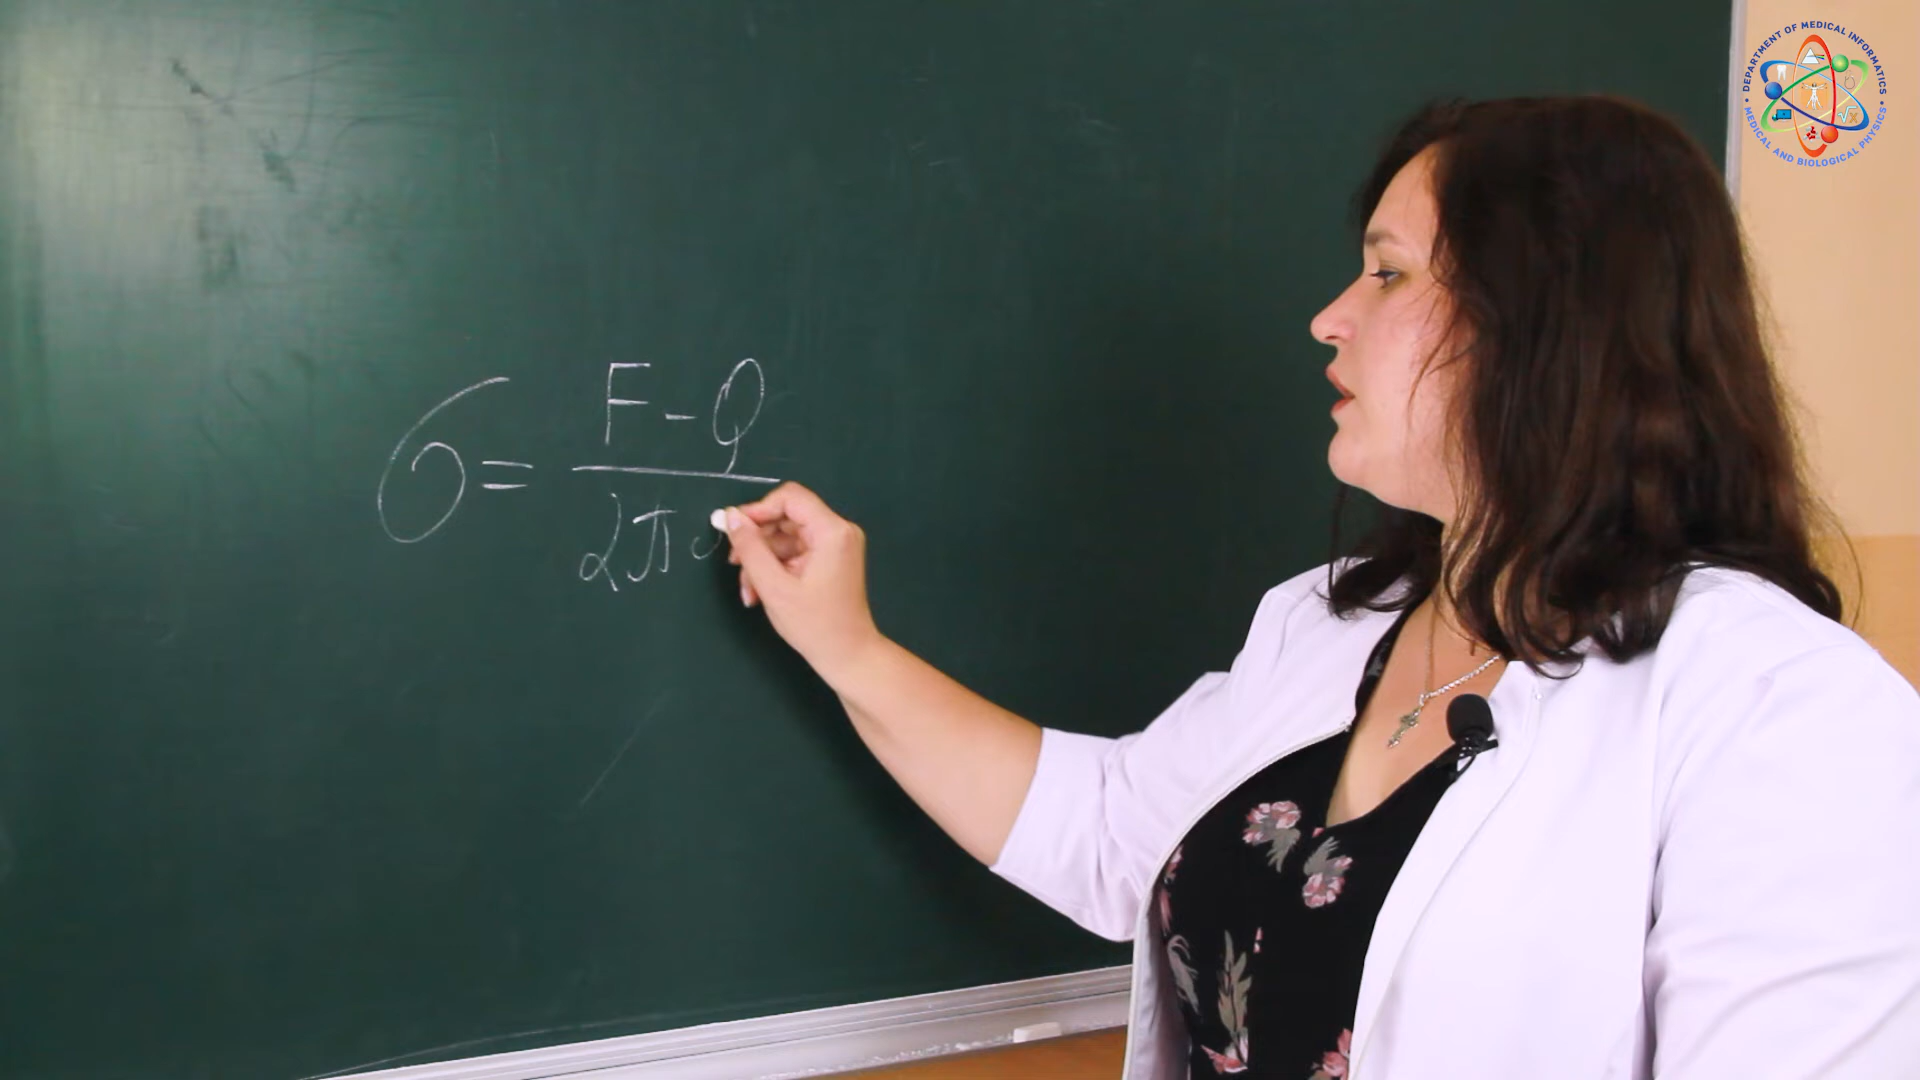 DEPARTMENT OF MEDICAL INFORMATICS
MEDICAL AND BIOLOGICAL PHYSICS
√x
F - Q
σ =
2π